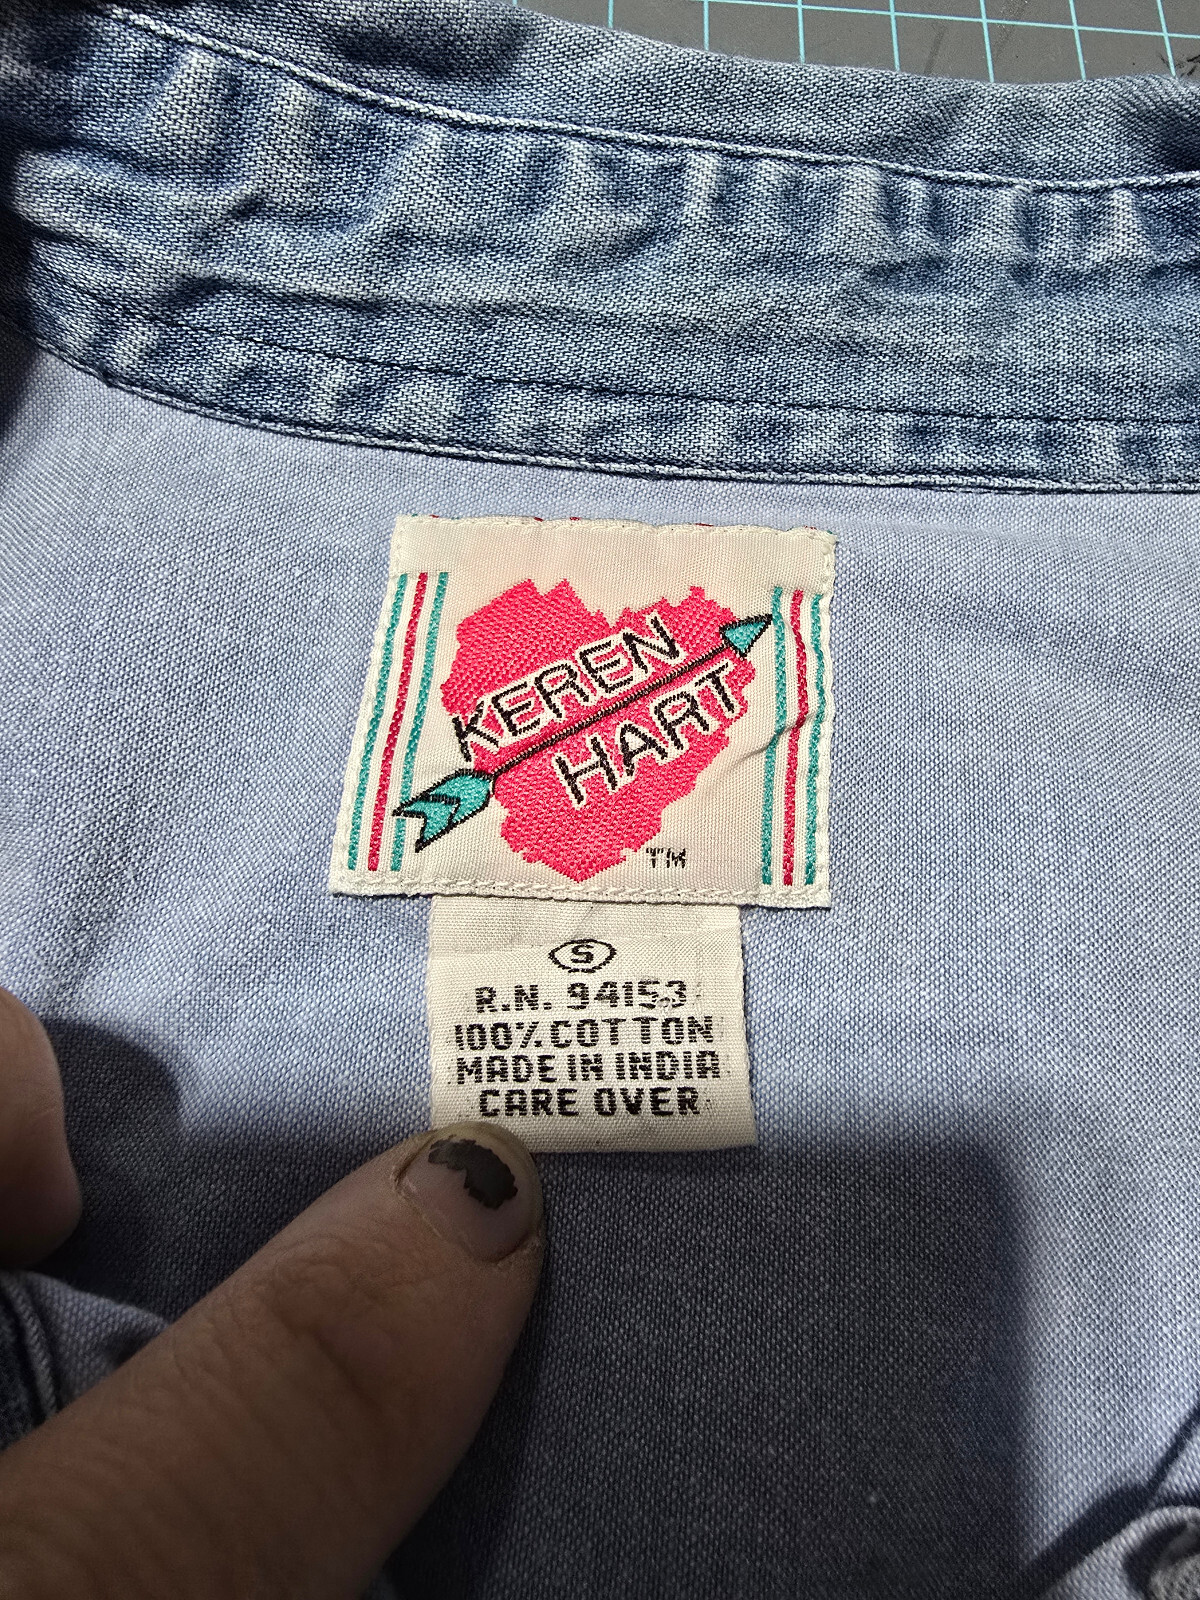 KEREN
HART
TM
S
R.N. 94153
100% COTTON
MADE IN INDIA
CARE OVER